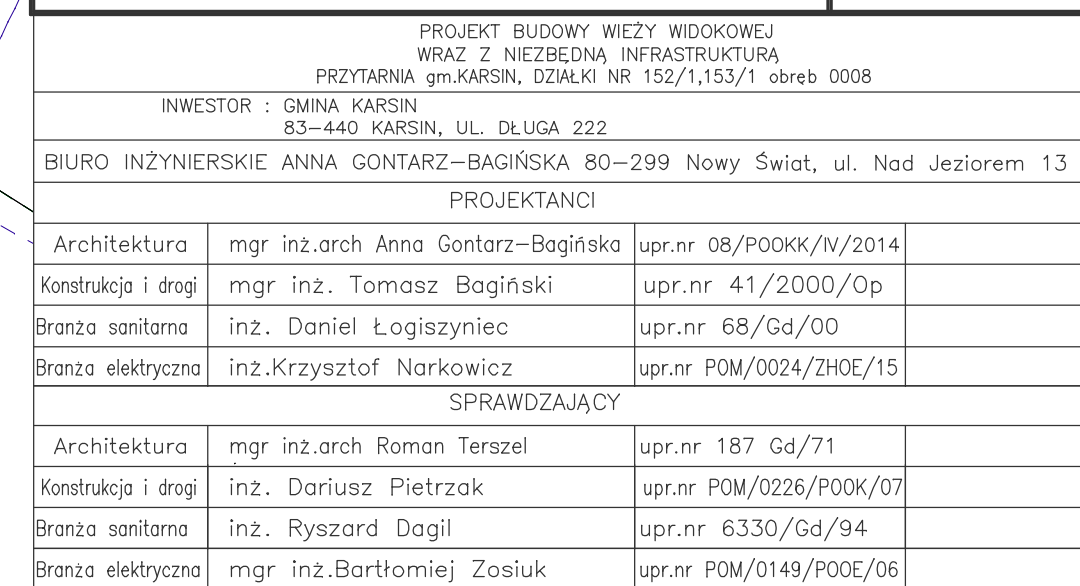 PROJEKT BUDOWY WIEŻY WIDOKOWEJ
WRAZ Z NIEZBĘDNĄ INFRASTRUKTURĄ
PRZYTARNIA gm.KARSIN, DZIAŁKI NR 152/1,153/1 obręb 0008
INWESTOR : GMINA KARSIN
83-440 KARSIN, UL. DŁUGA 222
BIURO INŻYNIERSKIE ANNA GONTARZ-BAGIŃSKA 80-299 Nowy Świat, ul. Nad Jeziorem 13
PROJEKTANCI
Architektura mgr inż.arch Anna Gontarz-Bagińska upr.nr 08/POOKK/IV/2014
Konstrukcja i drogi mgr inż. Tomasz Bagiński upr.nr 41/2000/Op
Branża sanitarna inż. Daniel Łogiszyniec upr.nr 68/Gd/00
Branża elektryczna inż.Krzysztof Narkowicz upr.nr POM/0024/ZHOE/15
SPRAWDZAJĄCY
Architektura mgr inż.arch Roman Terszel upr.nr 187 Gd/71
Konstrukcja i drogi inż. Dariusz Pietrzak upr.nr POM/0226/POOK/07
Branża sanitarna inż. Ryszard Dagil upr.nr 6330/Gd/94
Branża elektryczna mgr inż.Bartłomiej Zosiuk upr.nr POM/0149/POOE/06